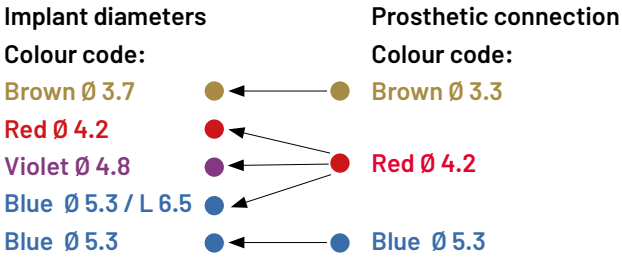 Implant diameters
Colour code:
Brown Ø 3.7
Red Ø 4.2
Violet Ø 4.8
Blue Ø 5.3 / L 6.5
Blue Ø 5.3
Prosthetic connection
Colour code:
Brown Ø 3.3
Red Ø 4.2
Blue Ø 5.3